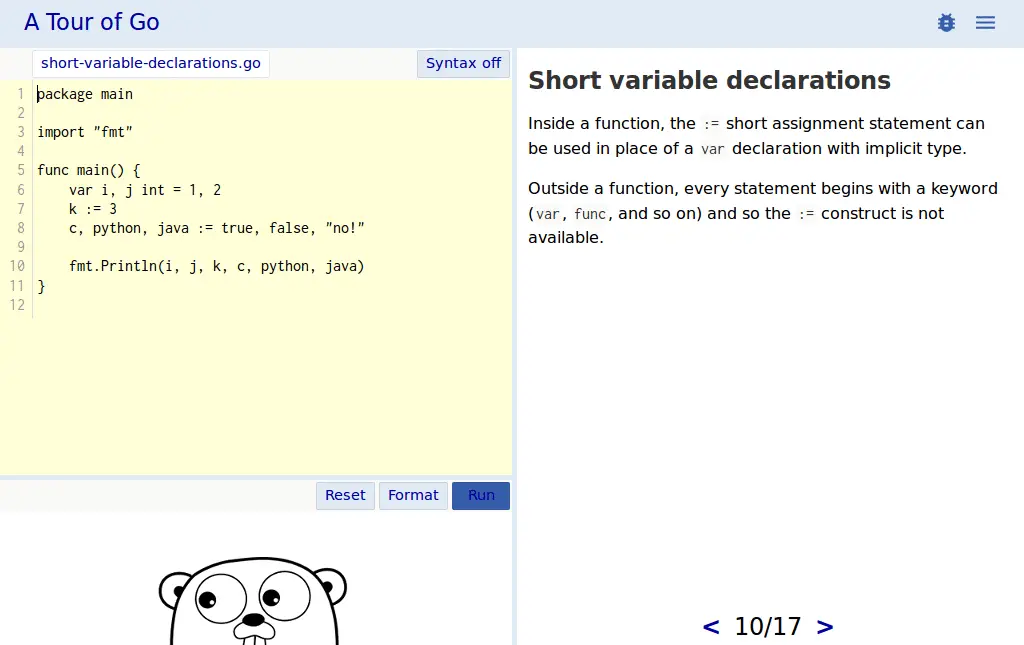 A Tour of Go
short-variable-declarations.go
Syntax off
1 package main
2
3 import "fmt"
4
5 func main() {
6     var i, j int = 1, 2
7     k := 3
8     c, python, java := true, false, "no!"
9
10     fmt.Println(i, j, k, c, python, java)
11 }
12
Reset
Format
Run
Short variable declarations
Inside a function, the := short assignment statement can
be used in place of a var declaration with implicit type.
Outside a function, every statement begins with a keyword
(var, func, and so on) and so the := construct is not
available.
< 10/17 >